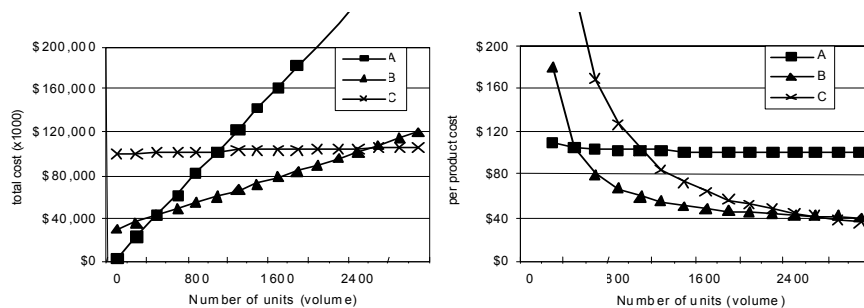 $200,000
$160,000
$120,000
$80,000
$40,000
$0
total cost (x1000)
0 800 1600 2400
Number of units (volume)
A
B
C
$200
$160
$120
$80
$40
$0
per product cost
0 800 1600 2400
Number of units (volume)
A
B
C